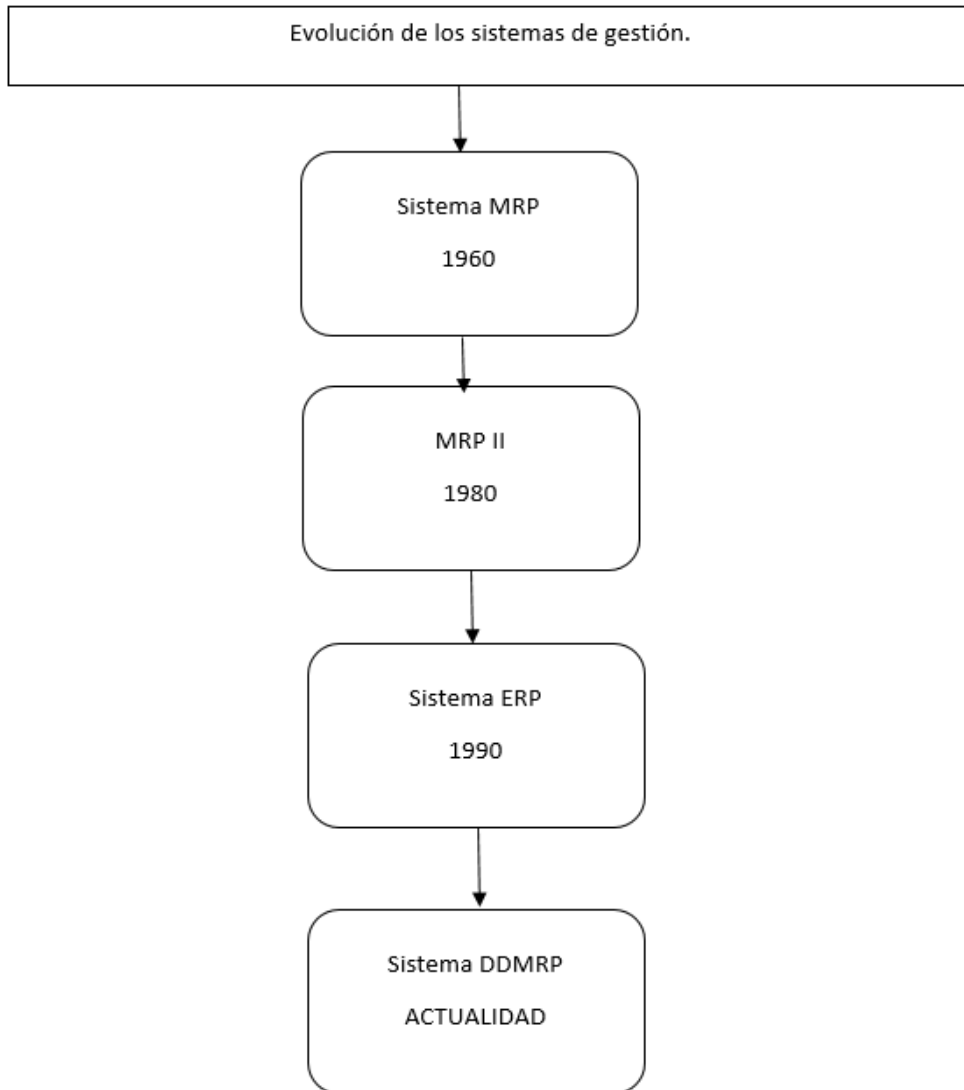 Evolución de los sistemas de gestión.
Sistema MRP
1960
MRP II
1980
Sistema ERP
1990
Sistema DDMRP
ACTUALIDAD